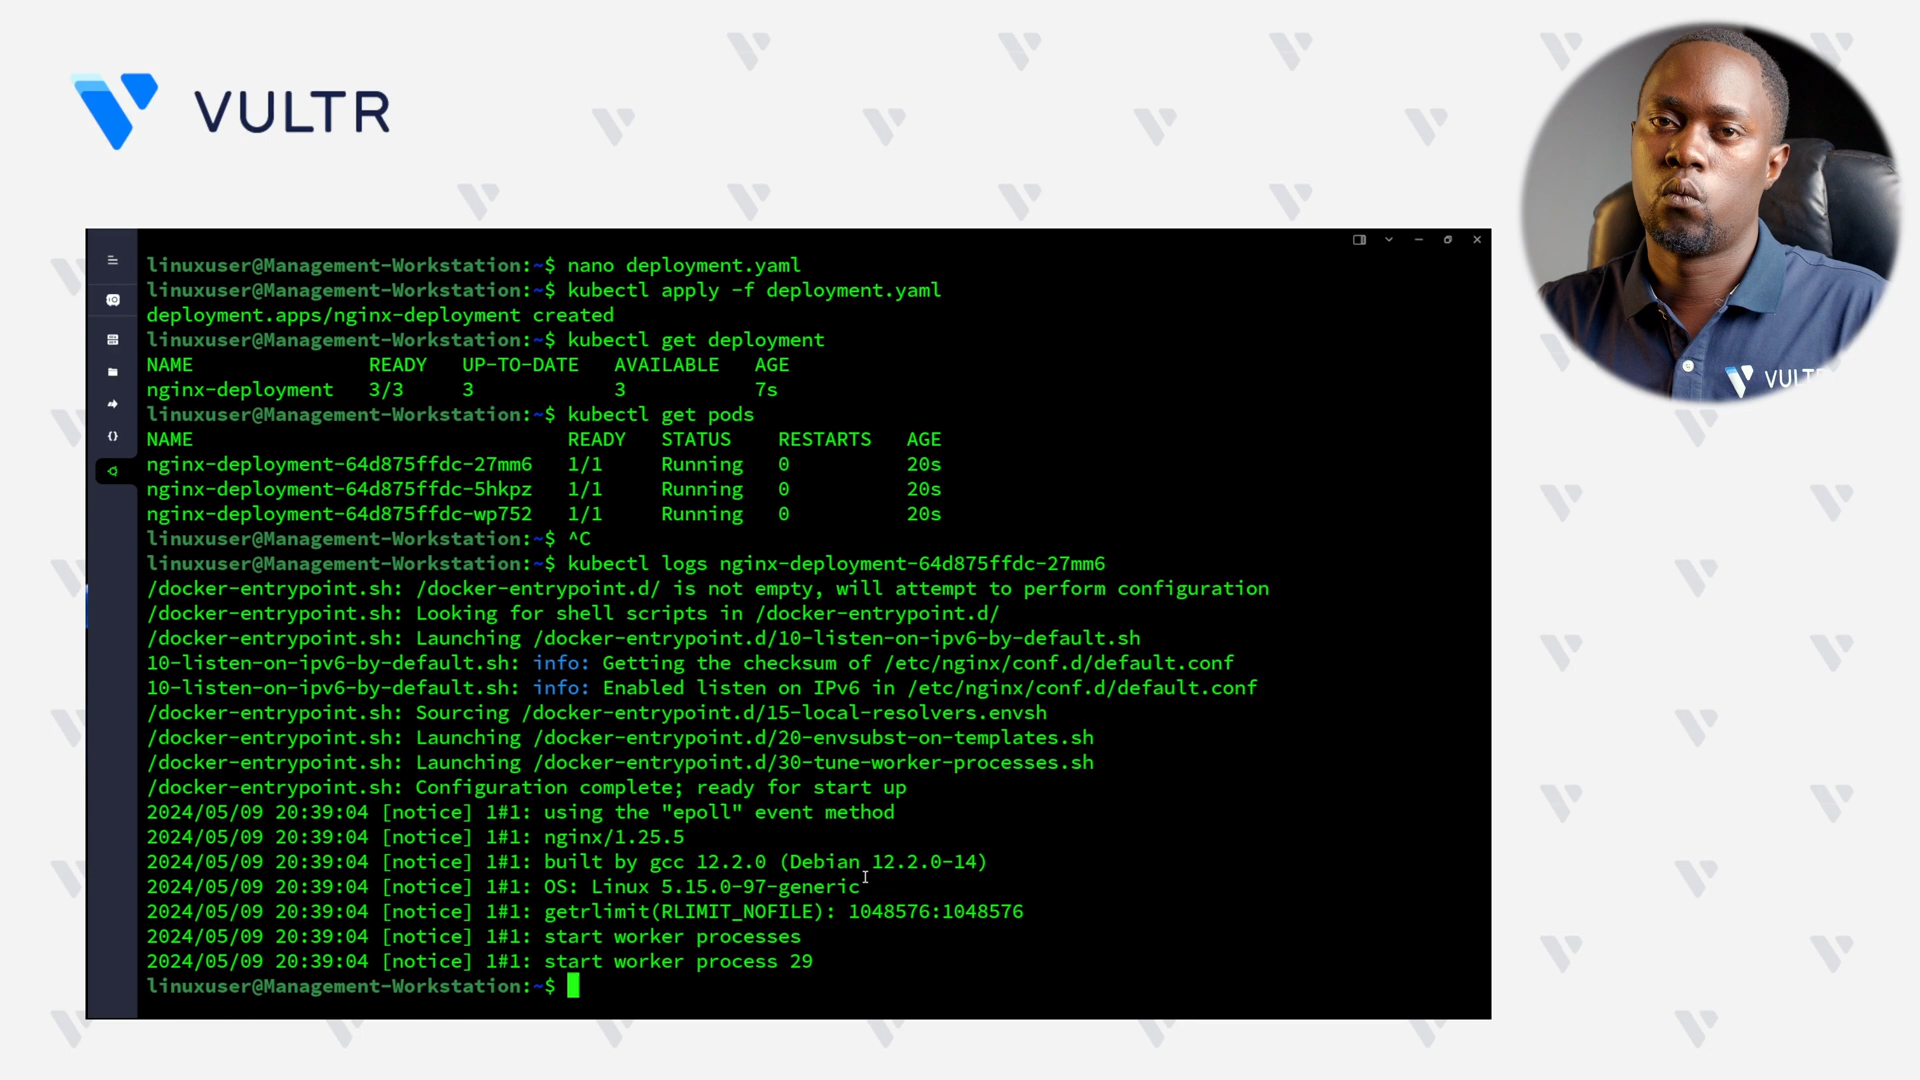 VULTR
linuxuser@Management-Workstation:~$ nano deployment.yaml
linuxuser@Management-Workstation:~$ kubectl apply -f deployment.yaml
deployment.apps/nginx-deployment created
linuxuser@Management-Workstation:~$ kubectl get deployment
NAME READY UP-TO-DATE AVAILABLE AGE
nginx-deployment 3/3 3 3 7s
linuxuser@Management-Workstation:~$ kubectl get pods
NAME READY STATUS RESTARTS AGE
nginx-deployment-64d875ffdc-27mm6 1/1 Running 0 20s
nginx-deployment-64d875ffdc-5hkpz 1/1 Running 0 20s
nginx-deployment-64d875ffdc-wp752 1/1 Running 0 20s
linuxuser@Management-Workstation:~$ ^C
linuxuser@Management-Workstation:~$ kubectl logs nginx-deployment-64d875ffdc-27mm6
/docker-entrypoint.sh: /docker-entrypoint.d/ is not empty, will attempt to perform configuration
/docker-entrypoint.sh: Looking for shell scripts in /docker-entrypoint.d/
/docker-entrypoint.sh: Launching /docker-entrypoint.d/10-listen-on-ipv6-by-default.sh
10-listen-on-ipv6-by-default.sh: info: Getting the checksum of /etc/nginx/conf.d/default.conf
10-listen-on-ipv6-by-default.sh: info: Enabled listen on IPv6 in /etc/nginx/conf.d/default.conf
/docker-entrypoint.sh: Sourcing /docker-entrypoint.d/15-local-resolvers.envsh
/docker-entrypoint.sh: Launching /docker-entrypoint.d/20-envsubst-on-templates.sh
/docker-entrypoint.sh: Launching /docker-entrypoint.d/30-tune-worker-processes.sh
/docker-entrypoint.sh: Configuration complete; ready for start up
2024/05/09 20:39:04 [notice] 1#1: using the "epoll" event method
2024/05/09 20:39:04 [notice] 1#1: nginx/1.25.5
2024/05/09 20:39:04 [notice] 1#1: built by gcc 12.2.0 (Debian 12.2.0-14)
2024/05/09 20:39:04 [notice] 1#1: OS: Linux 5.15.0-97-generic
2024/05/09 20:39:04 [notice] 1#1: getrlimit(RLIMIT_NOFILE): 1048576:1048576
2024/05/09 20:39:04 [notice] 1#1: start worker processes
2024/05/09 20:39:04 [notice] 1#1: start worker process 29
linuxuser@Management-Workstation:~$